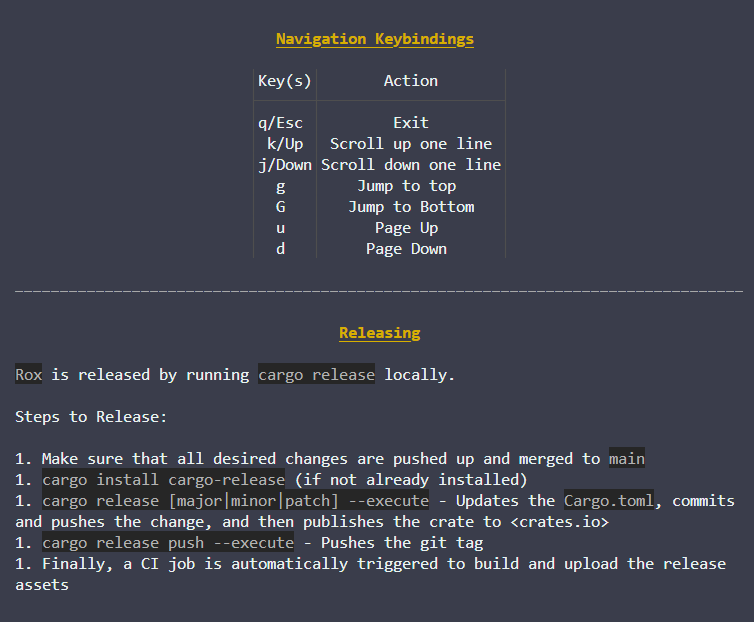 Navigation Keybindings
Key(s) Action
q/Esc Exit
k/Up Scroll up one line
j/Down Scroll down one line
g Jump to top
G Jump to Bottom
u Page Up
d Page Down
Releasing
Rox is released by running cargo release locally.
Steps to Release:
1. Make sure that all desired changes are pushed up and merged to main
1. cargo install cargo-release (if not already installed)
1. cargo release [major|minor|patch] --execute - Updates the Cargo.toml, commits
and pushes the change, and then publishes the crate to <crates.io>
1. cargo release push --execute - Pushes the git tag
1. Finally, a CI job is automatically triggered to build and upload the release
assets